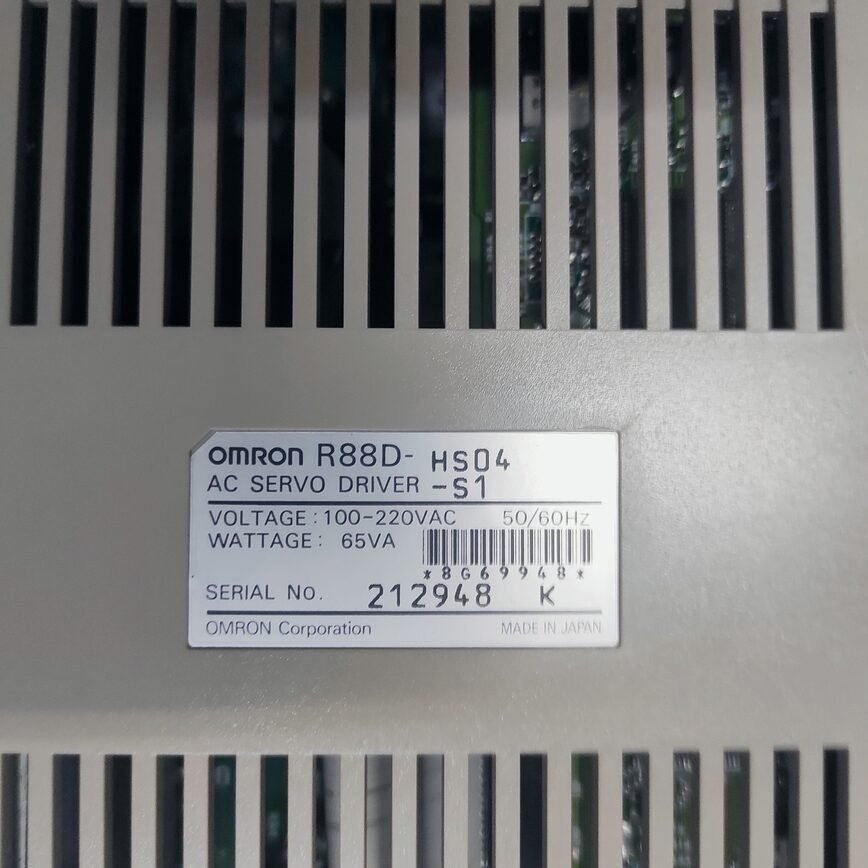 OMRON R88D-HS04
AC SERVO DRIVER -S1
VOLTAGE : 100-220VAC 50/60Hz
WATTAGE : 65VA
*8G69948*
SERIAL No. 212948 K
OMRON Corporation MADE IN JAPAN